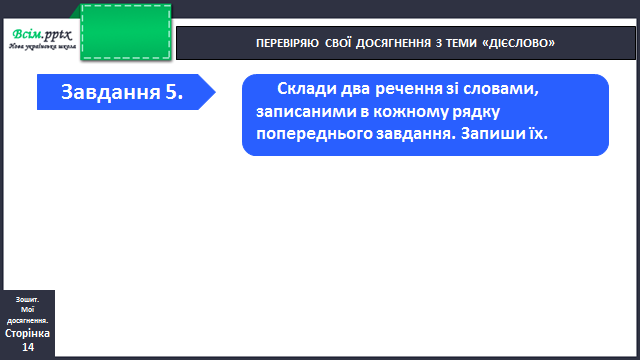 Всім.pptx
Нова українська школа
ПЕРЕВІРЯЮ СВОЇ ДОСЯГНЕННЯ З ТЕМИ «ДІЄСЛОВО»
Завдання 5.
Склади два речення зі словами,
записаними в кожному рядку
попереднього завдання. Запиши їх.
Зошит.
Мої
досягнення.
Сторінка
14